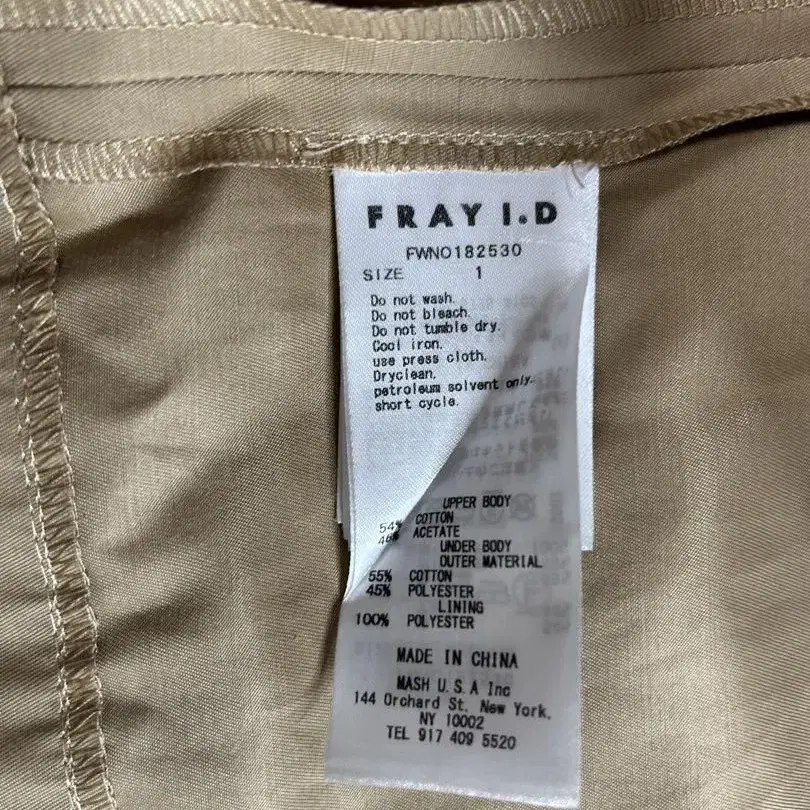 FRAY I.D
FWNO182530
SIZE 1
Do not wash.
Do not bleach.
Do not tumble dry.
Cool iron.
use press cloth.
Dryclean.
petroleum solvent only.
short cycle.
UPPER BODY
54% COTTON
46% ACETATE
UNDER BODY
OUTER MATERIAL
55% COTTON
45% POLYESTER
LINING
100% POLYESTER
MADE IN CHINA
MASH U.S.A Inc
144 Orchard St, New York,
NY 10002
TEL 917 409 5520